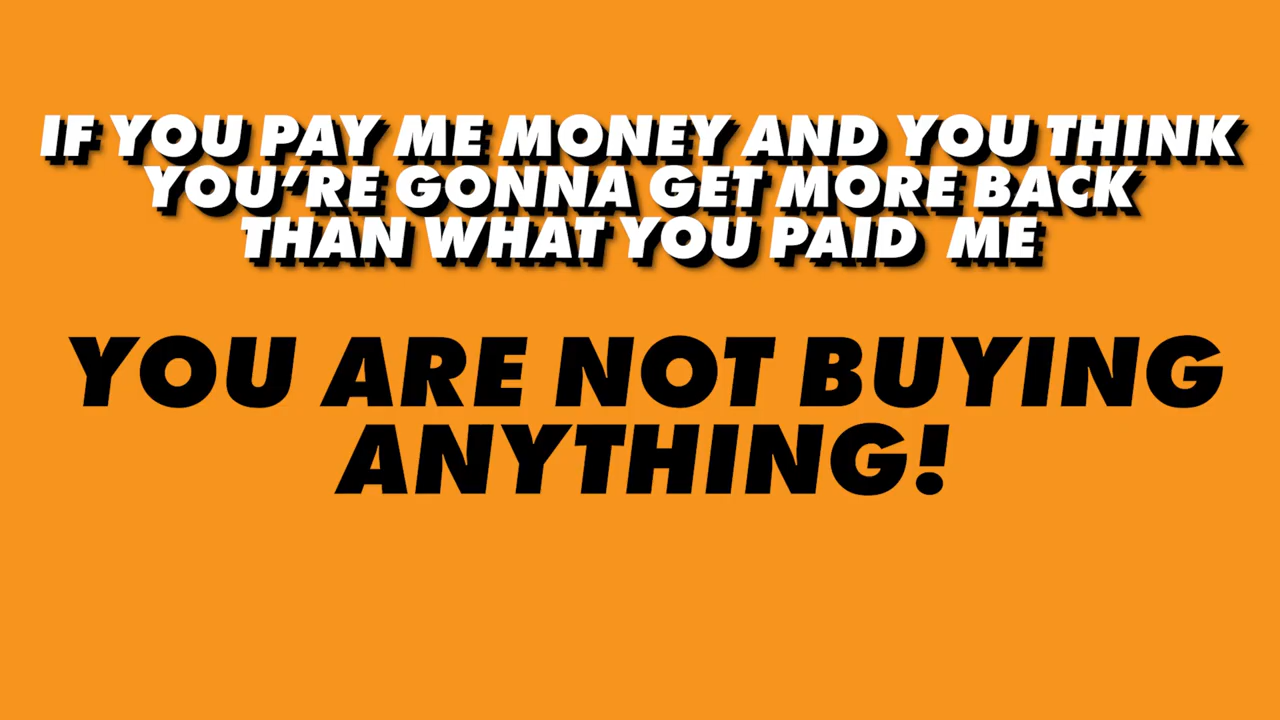 IF YOU PAY ME MONEY AND YOU THINK
YOU’RE GONNA GET MORE BACK
THAN WHAT YOU PAID ME
YOU ARE NOT BUYING
ANYTHING!